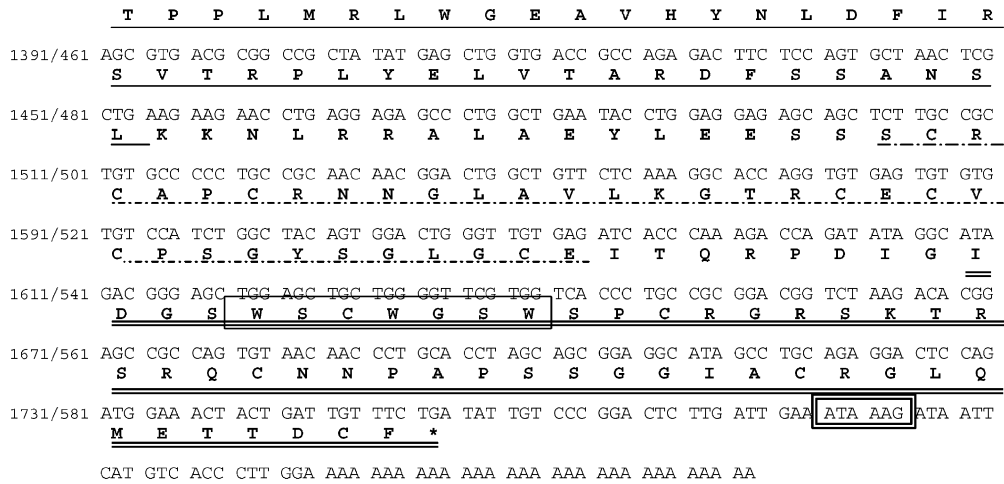 T P P L M R L W G E A V H Y N L D F I R
1391/461 AGC GTG ACG CGG CCG CTA TAT GAG CTG GTG ACC GCC AGA GAC TTC TCC AGT GCT AAC TCG
S V T R P L Y E L V T A R D F S S A N S
1451/481 CTG AAG AAG AAC CTG AGG AGA GCC CTG GCT GAA TAC CTG GAG GAG AGC AGC TCT TGC CGC
L K K N L R R A L A E Y L E E S S S C R
1511/501 TGT GCC CCC TGC CGC AAC AAC GGA CTG GCT GTT CTC AAA GGC ACC AGG TGT GAG TGT GTG
C A P C R N N G L A V L K G T R C E C V
1591/521 TGT CCA TCT GGC TAC AGT GGA CTG GGT TGT GAG ATC ACC CAA AGA CCA GAT ATA GGC ATA
C P S G Y S G L G C E I T Q R P D I G I
1611/541 GAC GGG AGC TGG AGC TGC TGG GGT TCG TGG TCA CCC TGC CGC GGA CGG TCT AAG ACA CGG
D G S W S C W G S W S P C R G R S K T R
1671/561 AGC CGC CAG TGT AAC AAC CCT GCA CCT AGC AGC GGA GGC ATA GCC TGC AGA GGA CTC CAG
S R Q C N N P A P S S G G I A C R G L Q
1731/581 ATG GAA ACT ACT GAT TGT TTC TGA TAT TGT CCC GGA CTC TTG ATT GAA ATA AAG ATA ATT
M E T T D C F *
CAT GTC ACC CTT GGA AAA AAA AAA AAA AAA AAA AAA AAA AAA AA